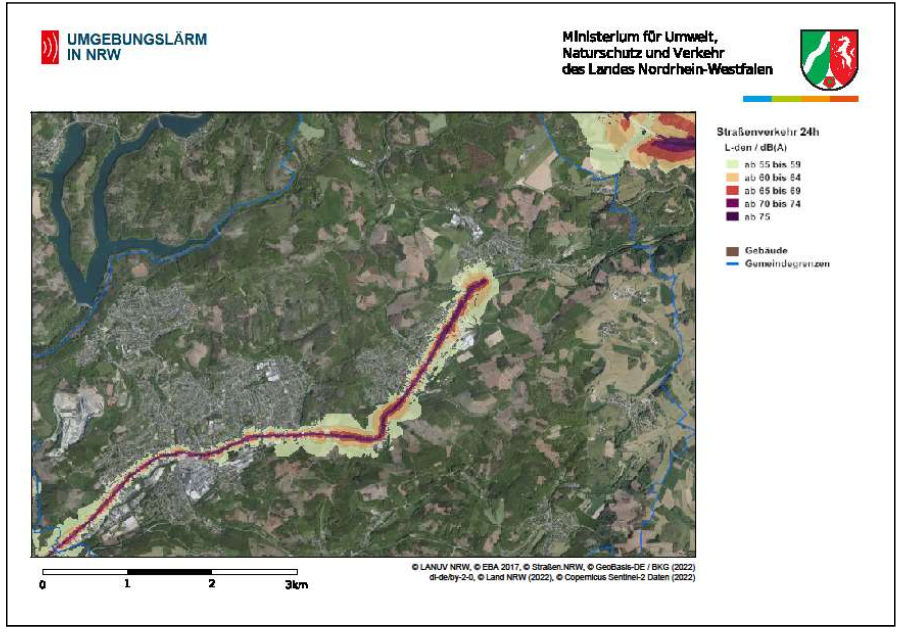 UMGEBUNGSLÄRM
IN NRW
Ministerium für Umwelt,
Naturschutz und Verkehr
des Landes Nordrhein-Westfalen
Straßenverkehr 24h
L-den / dB(A)
ab 55 bis 59
ab 60 bis 64
ab 65 bis 69
ab 70 bis 74
ab 75
Gebäude
Gemeindegrenzen
0 1 2 3km
© LANUV NRW, © EBA 2017, © Straßen.NRW, © GeoBasis-DE / BKG (2022)
dl-de/by-2-0, © Land NRW (2022), © Copernicus Sentinel-2 Daten (2022)